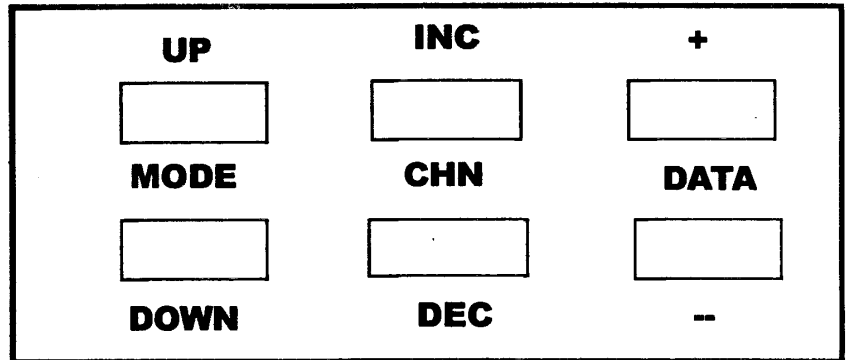 UP INC +
MODE CHN DATA
DOWN DEC --